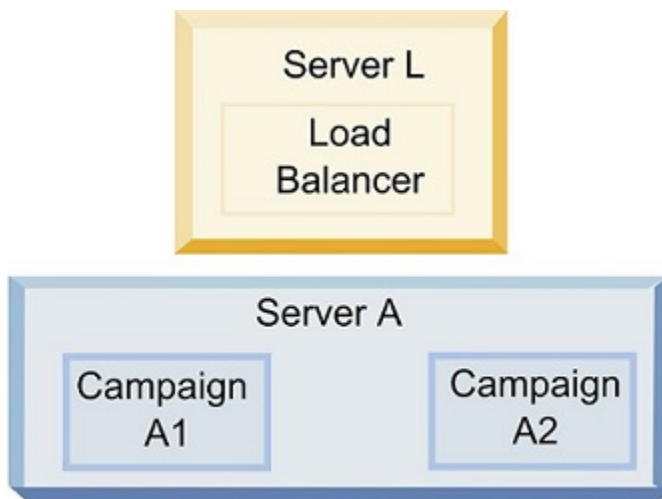 Server L
Load
Balancer
Server A
Campaign
A1
Campaign
A2